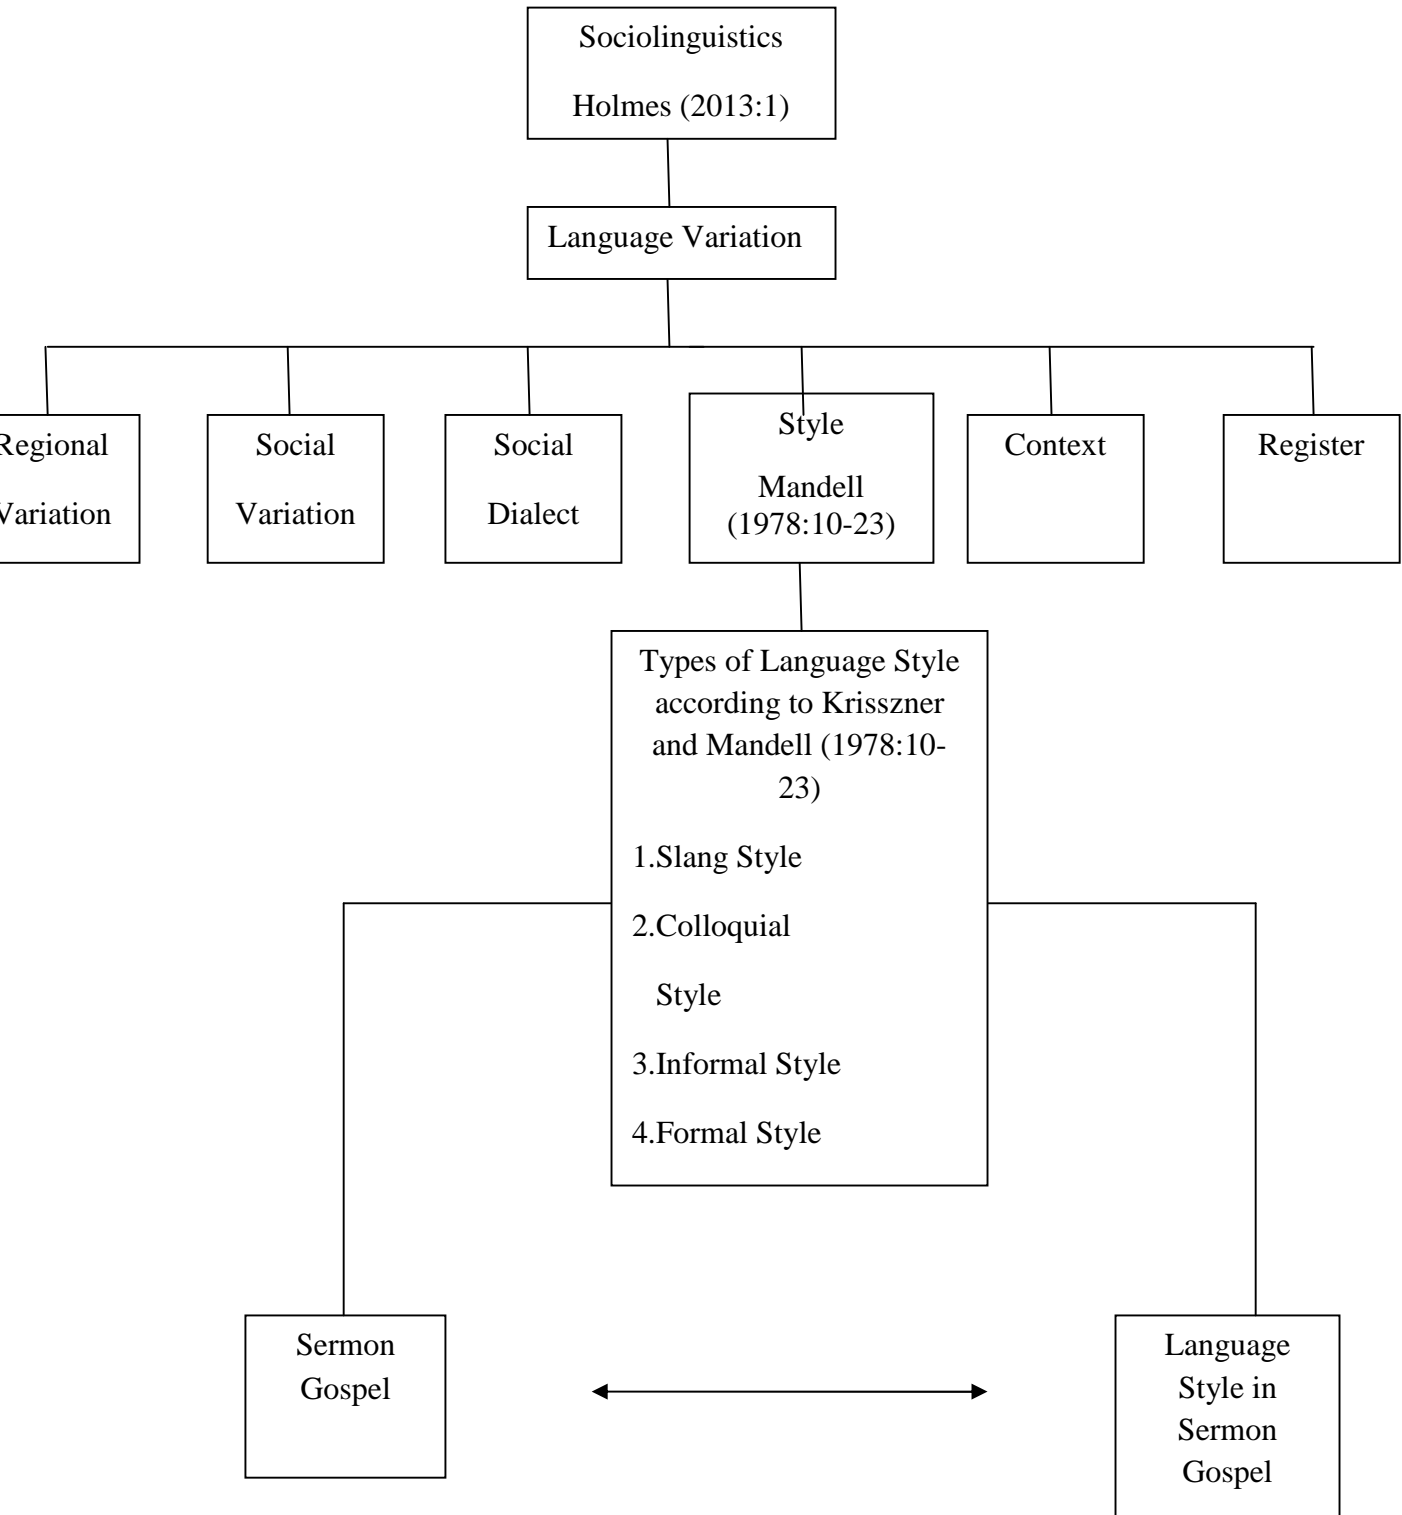 Sociolinguistics
Holmes (2013:1)
Language Variation
Regional
Variation
Social
Variation
Social
Dialect
Style
Mandell
(1978:10-23)
Context
Register
Types of Language Style
according to Krisszner
and Mandell (1978:10-
23)
1.Slang Style
2.Colloquial
Style
3.Informal Style
4.Formal Style
Sermon
Gospel
Language
Style in
Sermon
Gospel